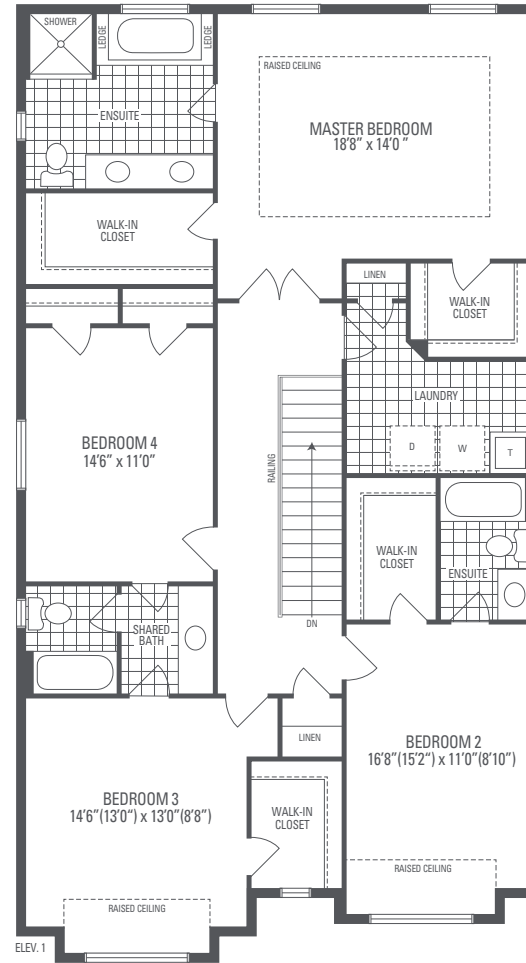 SHOWER
LEDGE
LEDGE
RAISED CEILING
ENSUITE
MASTER BEDROOM
18'8" x 14'0 "
WALK-IN
CLOSET
LINEN
WALK-IN
CLOSET
LAUNDRY
BEDROOM 4
14'6" x 11'0"
D
W
T
RAILING
WALK-IN
CLOSET
ENSUITE
DN
SHARED
BATH
LINEN
BEDROOM 2
16'8"(15'2") x 11'0"(8'10")
BEDROOM 3
14'6"(13'0") x 13'0"(8'8")
WALK-IN
CLOSET
RAISED CEILING
RAISED CEILING
ELEV. 1